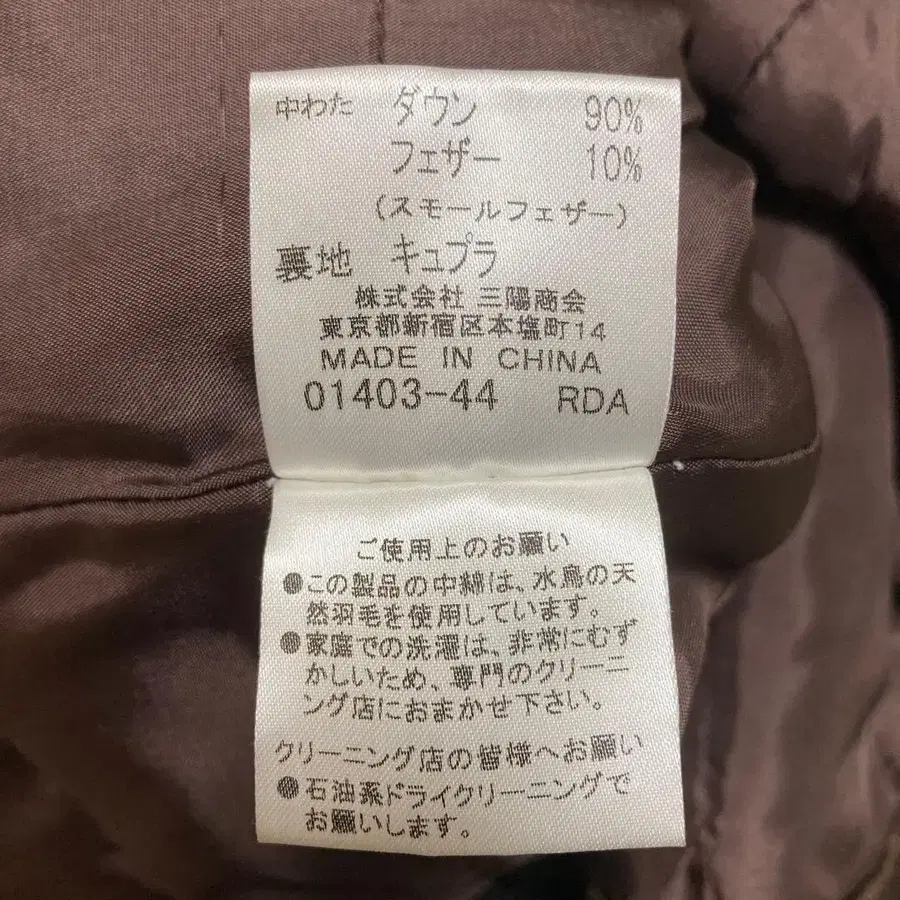 中わた ダウン 90%
フェザー 10%
(スモールフェザー)
裏地 キュプラ
株式会社 三陽商会
東京都新宿区本塩町14
MADE IN CHINA
01403-44 RDA
ご使用上のお願い
●この製品の中綿は、水鳥の天
然羽毛を使用しています。
●家庭での洗濯は、非常にむず
かしいため、専門のクリーニ
ング店におまかせ下さい。
クリーニング店の皆様へお願い
●石油系ドライクリーニングで
お願いします。